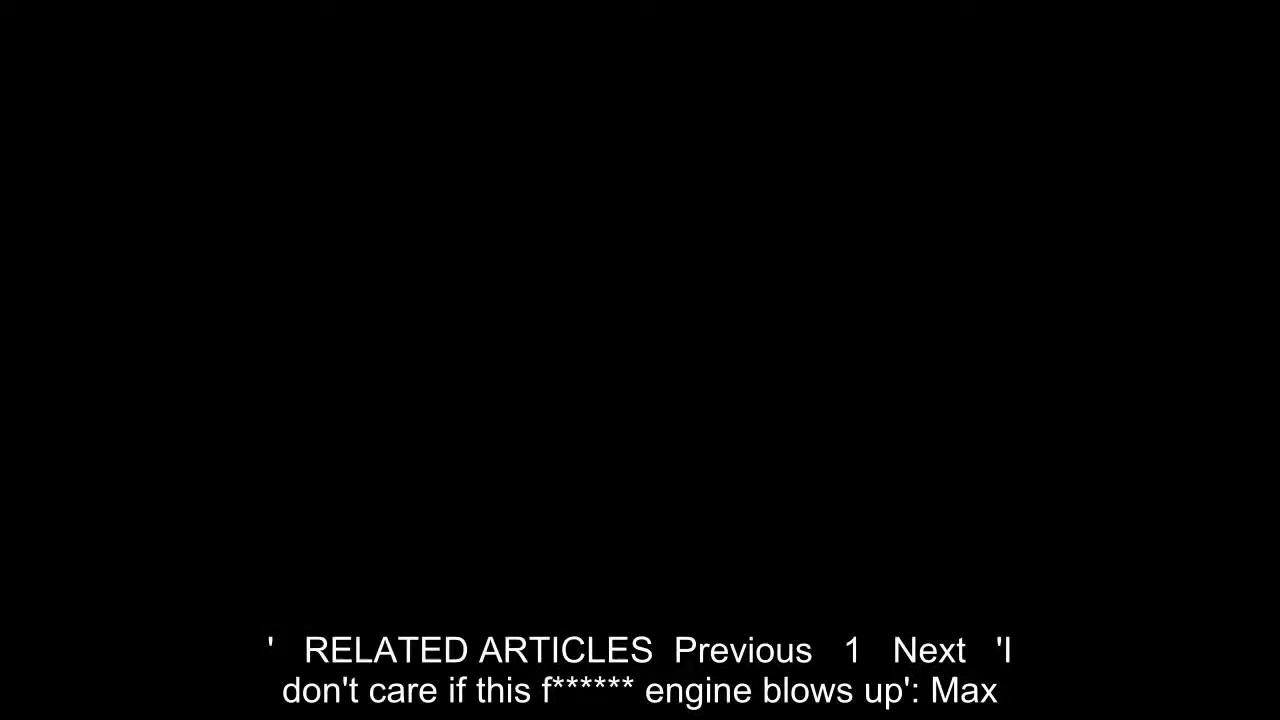 ' RELATED ARTICLES Previous 1 Next 'I
don't care if this f****** engine blows up': Max